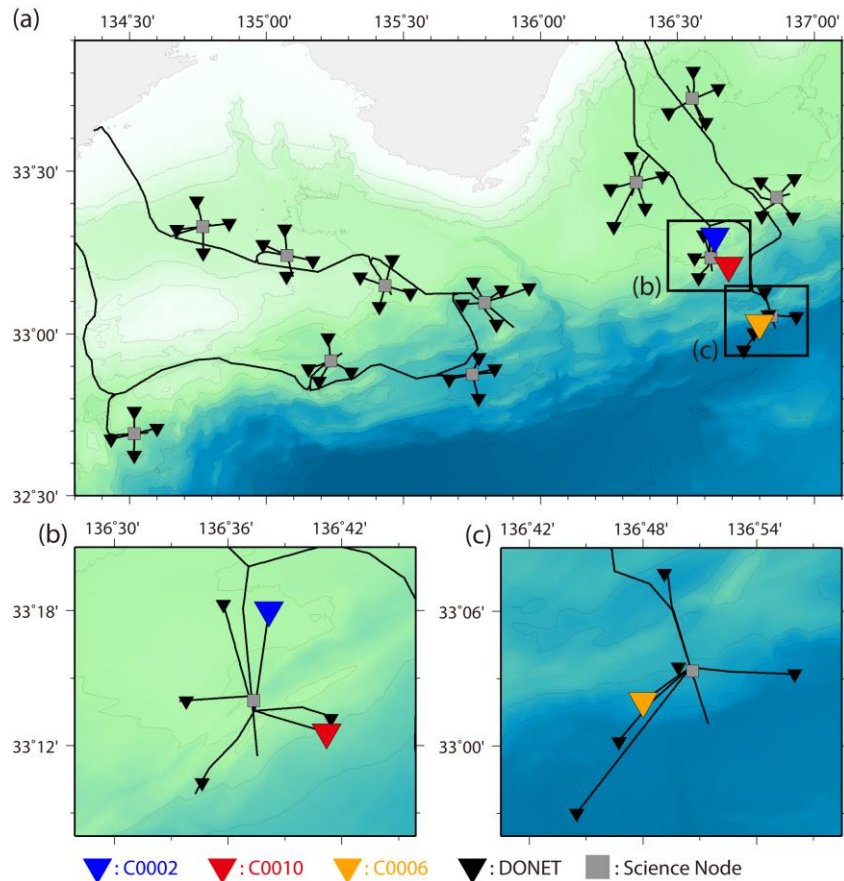 (a)
134°30' 135°00' 135°30' 136°00' 136°30' 137°00'
33°30'
33°00'
32°30'
(b)
(c)
(b)
136°30' 136°36' 136°42'
33°18'
33°12'
(c)
136°42' 136°48' 136°54'
33°06'
33°00'
: C0002 : C0010 : C0006 : DONET : Science Node